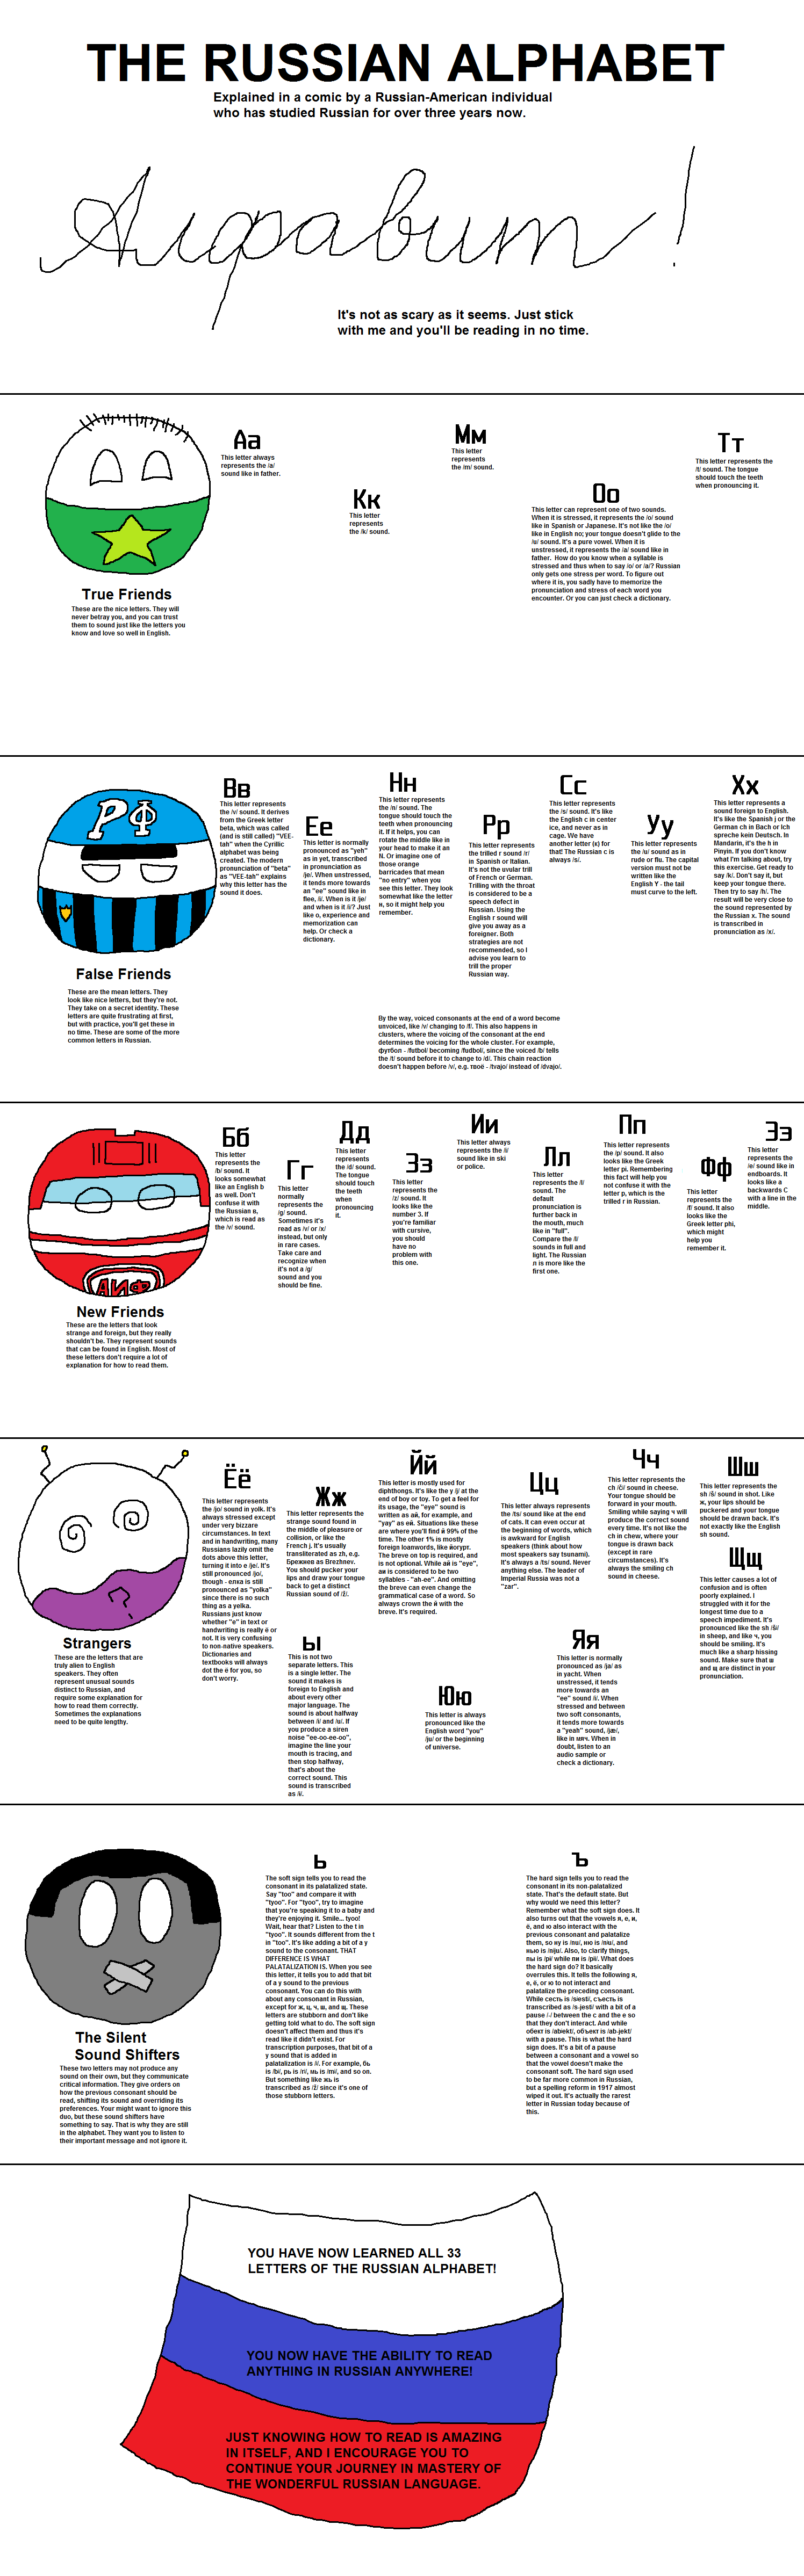 THE RUSSIAN ALPHABET
Explained in a comic by a Russian-American individual
who has studied Russian for over three years now.
Алфавит!
It's not as scary as it seems. Just stick
with me and you'll be reading in no time.
True Friends
These are the nice letters. They will
never betray you, and you can trust
them to sound just like the letters you
know and love so well in English.
Аа
This letter always
represents the /a/
sound like in father.
Кк
This letter
represents
the /k/ sound.
Мм
This letter
represents
the /m/ sound.
Оо
This letter can represent one of two sounds.
When it is stressed, it represents the /o/ sound
like in Spanish or Japanese. It's not like the /o/
like in English no; your tongue doesn't glide to the
/u/ sound. It's a pure vowel. When it is
unstressed, it represents the /a/ sound like in
father. How do you know when a syllable is
stressed and thus when to say /o/ or /a/? Russian
only gets one stress per word. To figure out
where it is, you sadly have to memorize the
pronunciation and stress of each word you
encounter. Or you can just check a dictionary.
Тт
This letter represents the
/t/ sound. The tongue
should touch the teeth
when pronouncing it.
РФ
False Friends
These are the mean letters. They
look like nice letters, but they're not.
They take on a secret identity. These
letters are quite frustrating at first,
but with practice, you'll get these in
no time. These are some of the more
common letters in Russian.
Вв
This letter represents
the /v/ sound. It derives
from the Greek letter
beta, which was called
(and is still called) "VEE-
tah" when the Cyrillic
alphabet was being
created. The modern
pronunciation of "beta"
as "VEE-tah" explains
why this letter has the
sound it does.
Ее
This letter is normally
pronounced as "yeh"
as in yet, transcribed
in pronunciation as
/je/. When unstressed,
it tends more towards
an "ee" sound like in
flee, /i/. When is it /je/
and when is it /i/? Just
like o, experience and
memorization can
help. Or check a
dictionary.
Нн
This letter represents
the /n/ sound. The
tongue should touch the
teeth when pronouncing
it. If it helps, you can
rotate the middle like in
your head to make it an
N. Or imagine one of
those orange
barricades that mean
"no entry" when you
see this letter. They look
somewhat like the letter
н, so it might help you
remember.
Рр
This letter represents
the trilled r sound /r/
in Spanish or Italian.
It's not the uvular trill
of French or German.
Trilling with the throat
is considered to be a
speech defect in
Russian. Using the
English r sound will
give you away as a
foreigner. Both
strategies are not
recommended, so I
advise you learn to
trill the proper
Russian way.
Сс
This letter represents
the /s/ sound. It's like
the English c in center
ice, and never as in
cage. We have
another letter (к) for
that! The Russian c is
always /s/.
Уу
This letter represents
the /u/ sound as in
rude or flu. The capital
version must not be
written like the
English Y - the tail
must curve to the left.
Хх
This letter represents a
sound foreign to English.
It's like the Spanish j or the
German ch in Bach or Ich
spreche kein Deutsch. In
Mandarin, it's the h in
Pinyin. If you don't know
what I'm talking about, try
this exercise. Get ready to
say /k/. Don't say it, but
keep your tongue there.
Then try to say /h/. The
result will be very close to
the sound represented by
the Russian x. The sound
is transcribed in
pronunciation as /x/.
By the way, voiced consonants at the end of a word become
unvoiced, like /v/ changing to /f/. This also happens in
clusters, where the voicing of the consonant at the end
determines the voicing for the whole cluster. For example,
футбол - /futbol/ becoming /fudbol/, since the voiced /b/ tells
the /t/ sound before it to change to /d/. This chain reaction
doesn't happen before /v/, e.g. твоё - /tvajo/ instead of /dvajo/.
АИФ
New Friends
These are the letters that look
strange and foreign, but they really
shouldn't be. They represent sounds
that can be found in English. Most of
these letters don't require a lot of
explanation for how to read them.
Бб
This letter
represents the
/b/ sound. It
looks somewhat
like an English b
as well. Don't
confuse it with
the Russian в,
which is read as
the /v/ sound.
Гг
This letter
normally
represents the
/g/ sound.
Sometimes it's
read as /v/ or /x/
instead, but only
in rare cases.
Take care and
recognize when
it's not a /g/
sound and you
should be fine.
Дд
This letter
represents
the /d/ sound.
The tongue
should touch
the teeth
when
pronouncing
it.
Зз
This letter
represents the
/z/ sound. It
looks like the
number 3. If
you're familiar
with cursive,
you should
have no
problem with
this one.
Ии
This letter always
represents the /i/
sound like in ski
or police.
Лл
This letter
represents the /l/
sound. The
default
pronunciation is
further back in
the mouth, much
like in "full".
Compare the /l/
sounds in full and
light. The Russian
л is more like the
first one.
Пп
This letter represents
the /p/ sound. It also
looks like the Greek
letter pi. Remembering
this fact will help you
not confuse it with the
letter p, which is the
trilled r in Russian.
Фф
This letter
represents the
/f/ sound. It also
looks like the
Greek letter phi,
which might
help you
remember it.
Ээ
This letter
represents the
/e/ sound like in
endboards. It
looks like a
backwards C
with a line in the
middle.
Strangers
These are the letters that are
truly alien to English
speakers. They often
represent unusual sounds
distinct to Russian, and
require some explanation for
how to read them correctly.
Sometimes the explanations
need to be quite lengthy.
Ёё
This letter represents
the /jo/ sound in yolk. It's
always stressed except
under very bizarre
circumstances. In text
and in handwriting, many
Russians lazily omit the
dots above this letter,
turning it into e /je/. It's
still pronounced /jo/,
though - елка is still
pronounced as "yolka"
since there is no such
thing as a yelka.
Russians just know
whether "e" in text or
handwriting is really ё or
not. It is very confusing
to non-native speakers.
Dictionaries and
textbooks will always
dot the ё for you, so
don't worry.
Жж
This letter represents the
strange sound found in
the middle of pleasure or
collision, or like the
French j. It's usually
transliterated as zh, e.g.
Брежнев as Brezhnev.
You should pucker your
lips and draw your tongue
back to get a distinct
Russian sound of /ž/.
Йй
This letter is mostly used for
diphthongs. It's like the y /j/ at the
end of boy or toy. To get a feel for
its usage, the "eye" sound is
written as ай, for example, and
"yay" as ей. Situations like these
are where you'll find й 99% of the
time. The other 1% is mostly
foreign loanwords, like йогурт.
The breve on top is required, and
is not optional. While ай is "eye",
аи is considered to be two
syllables - "ah-ee". And omitting
the breve can even change the
grammatical case of a word. So
always crown the й with the
breve. It's required.
Цц
This letter always represents
the /ts/ sound like at the end
of cats. It can even occur at
the beginning of words, which
is awkward for English
speakers (think about how
most speakers say tsunami).
It's always a /ts/ sound. Never
anything else. The leader of
Imperial Russia was not a
"zar".
Чч
This letter represents the
ch /č/ sound in cheese.
Your tongue should be
forward in your mouth.
Smiling while saying ч will
produce the correct sound
every time. It's not like the
ch in chew, where your
tongue is drawn back
(except in rare
circumstances). It's
always the smiling ch
sound in cheese.
Шш
This letter represents the
sh /š/ sound in shot. Like
ж, your lips should be
puckered and your tongue
should be drawn back. It's
not exactly like the English
sh sound.
Щщ
This letter causes a lot of
confusion and is often
poorly explained. I
struggled with it for the
longest time due to a
speech impediment. It's
pronounced like the sh /šš/
in sheep, and like ч, you
should be smiling. It's
much like a sharp hissing
sound. Make sure that ш
and щ are distinct in your
pronunciation.
Ы
This is not two
separate letters. This
is a single letter. The
sound it makes is
foreign to English and
about every other
major language. The
sound is about halfway
between /i/ and /u/. If
you produce a siren
noise "ee-oo-ee-oo",
imagine the line your
mouth is tracing, and
then stop halfway,
that's about the
correct sound. This
sound is transcribed
as /ɨ/.
Юю
This letter is always
pronounced like the
English word "you"
/ju/ or the beginning
of universe.
Яя
This letter is normally
pronounced as /ja/ as
in yacht. When
unstressed, it tends
more towards an
"ee" sound /i/. When
stressed and between
two soft consonants,
it tends more towards
a "yeah" sound, /jæ/,
like in мяч. When in
doubt, listen to an
audio sample or
check a dictionary.
The Silent
Sound Shifters
These two letters may not produce any
sound on their own, but they communicate
critical information. They give orders on
how the previous consonant should be
read, shifting its sound and overriding its
preferences. Your might want to ignore this
duo, but these sound shifters have
something to say. That is why they are still
in the alphabet. They want you to listen to
their important message and not ignore it.
Ь
The soft sign tells you to read the
consonant in its palatalized state.
Say "too" and compare it with
"tyoo". For "tyoo", try to imagine
that you're speaking it to a baby and
they're enjoying it. Smile... tyoo!
Wait, hear that? Listen to the t in
"tyoo". It sounds different from the t
in "too". It's like adding a bit of a y
sound to the consonant. THAT
DIFFERENCE IS WHAT
PALATALIZATION IS. When you see
this letter, it tells you to add that bit
of a y sound to the previous
consonant. You can do this with
about any consonant in Russian,
except for ж, ц, ч, ш, and щ. These
letters are stubborn and don't like
getting told what to do. The soft sign
doesn't affect them and thus it's
read like it didn't exist. For
transcription purposes, that bit of a
y sound that is added in
palatalization is /í/. For example, бь
is /bí/, рь is /rí/, мь is /mí/, and so on.
But something like жь is
transcribed as /ž/ since it's one of
those stubborn letters.
Ъ
The hard sign tells you to read the
consonant in its non-palatalized
state. That's the default state. But
why would we need this letter?
Remember what the soft sign does. It
also turns out that the vowels я, е, и,
ё, and ю also interact with the
previous consonant and palatalize
them, so ну is /nu/, ню is /níu/, and
нью is /níju/. Also, to clarify things,
пы is /pɨ/ while пи is /píi/. What does
the hard sign do? It basically
overrules this. It tells the following я,
е, ё, or ю to not interact and
palatalize the preceding consonant.
While сесть is /síestí/, съесть is
transcribed as /s-jestí/ with a bit of a
pause /-/ between the с and the е so
that they don't interact. And while
обект is /abíekt/, объект is /ab-jekt/
with a pause. This is what the hard
sign does. It's a bit of a pause
between a consonant and a vowel so
that the vowel doesn't make the
consonant soft. The hard sign used
to be far more common in Russian,
but a spelling reform in 1917 almost
wiped it out. It's actually the rarest
letter in Russian today because of
this.
YOU HAVE NOW LEARNED ALL 33
LETTERS OF THE RUSSIAN ALPHABET!
YOU NOW HAVE THE ABILITY TO READ
ANYTHING IN RUSSIAN ANYWHERE!
JUST KNOWING HOW TO READ IS AMAZING
IN ITSELF, AND I ENCOURAGE YOU TO
CONTINUE YOUR JOURNEY IN MASTERY OF
THE WONDERFUL RUSSIAN LANGUAGE.